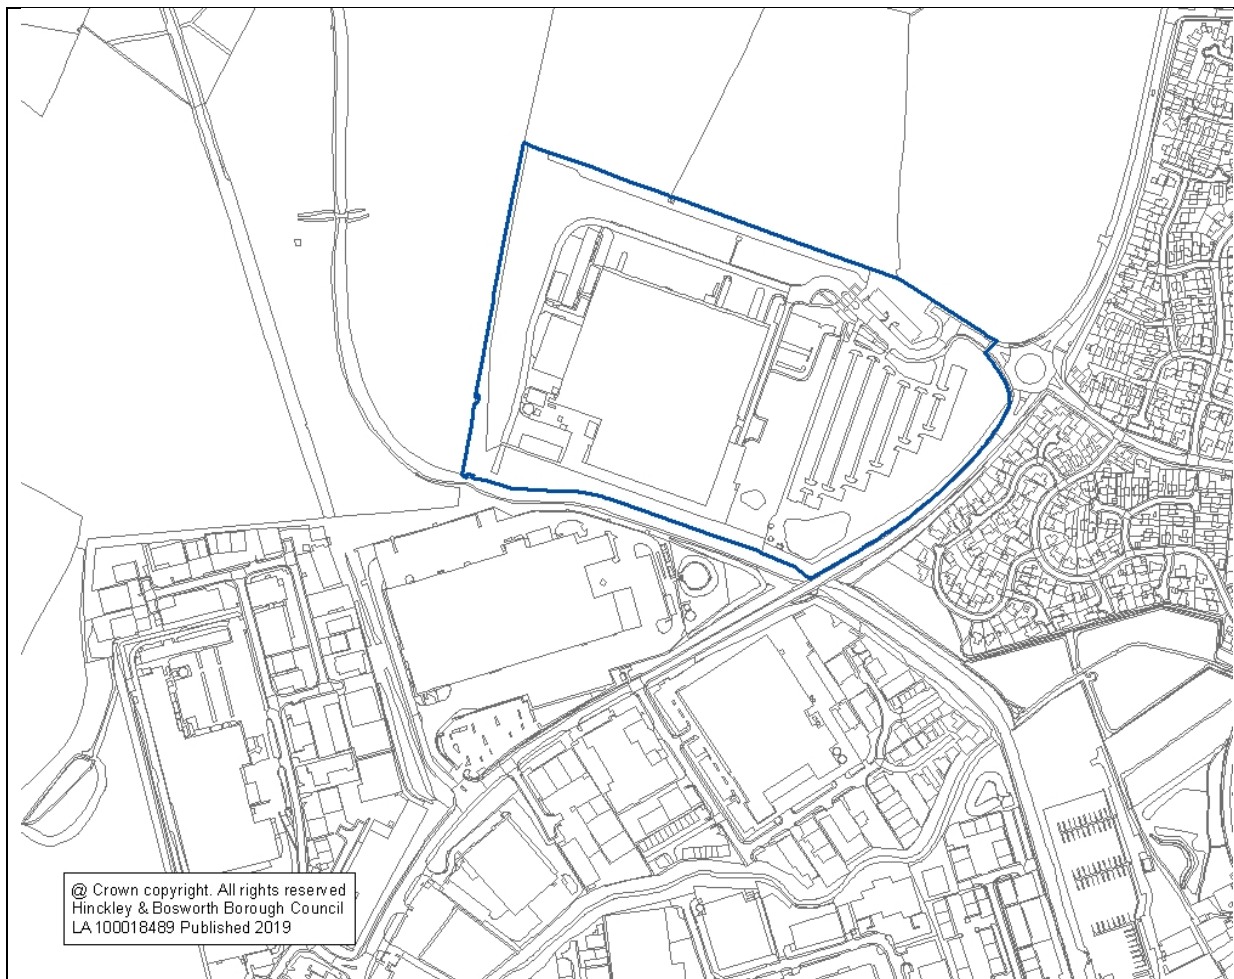 @ Crown copyright. All rights reserved
Hinckley & Bosworth Borough Council
LA 100018489 Published 2019